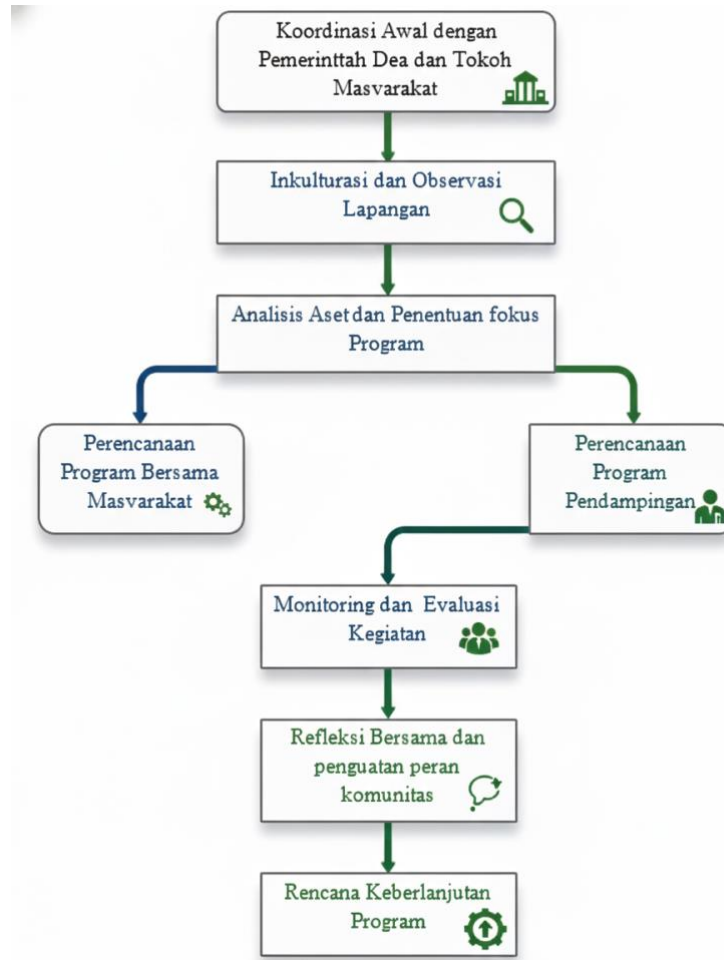 Koordinasi Awal dengan
Pemerinttah Dea dan Tokoh
Masvarakat
Inkulturasi dan Observasi
Lapangan
Analisis Aset dan Penentuan fokus
Program
Perencanaan
Program Bersama
Masvarakat
Perencanaan
Program
Pendampingan
Monitoring dan Evaluasi
Kegiatan
Refleksi Bersama dan
penguatan peran
komunitas
Rencana Keberlanjutan
Program